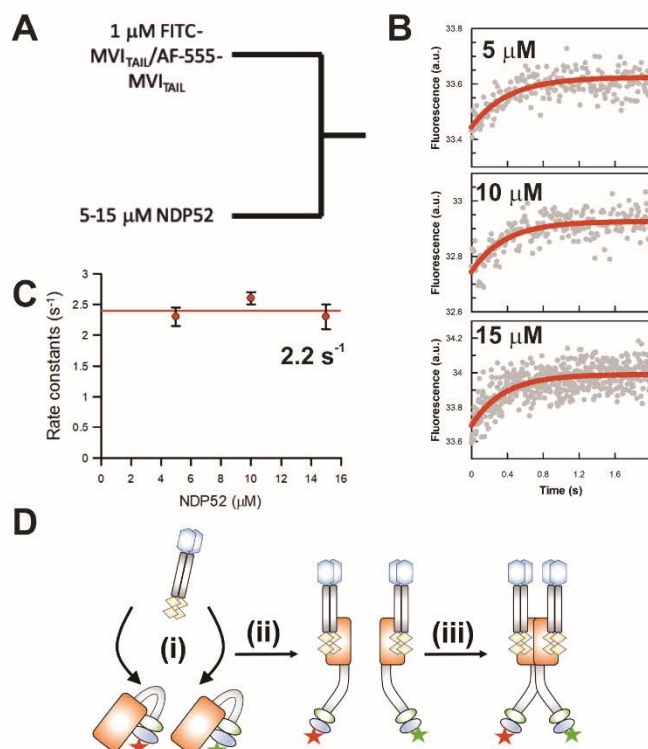 A
1 μM FITC-
MVI_TAIL/AF-555-
MVI_TAIL
5-15 μM NDP52
B
5 μM
33.8
33.6
33.4
Fluorescence (a.u.)
10 μM
33
32.8
32.6
Fluorescence (a.u.)
15 μM
34.2
34
33.8
33.6
Fluorescence (a.u.)
0 0.4 0.8 1.2 1.6
Time (s)
C
3
2.5
2
1.5
1
0.5
0
Rate constants (s⁻¹)
2.2 s⁻¹
0 2 4 6 8 10 12 14 16
NDP52 (μM)
D
(i)
(ii)
(iii)